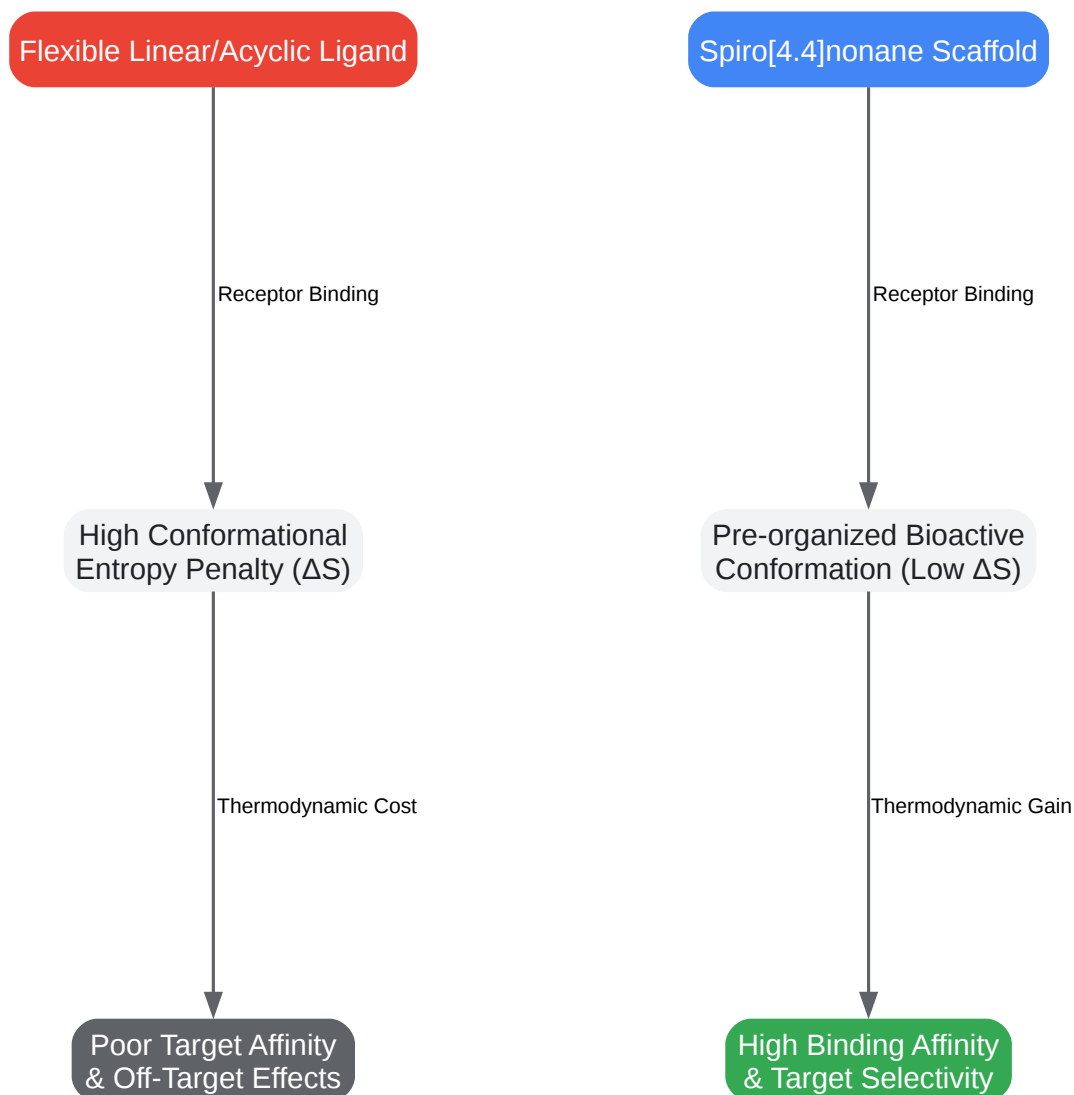 Flexible Linear/Acyclic Ligand
Spiro[4.4]nonane Scaffold
Receptor Binding
Receptor Binding
High Conformational
Entropy Penalty (ΔS)
Pre-organized Bioactive
Conformation (Low ΔS)
Thermodynamic Cost
Thermodynamic Gain
Poor Target Affinity
& Off-Target Effects
High Binding Affinity
& Target Selectivity